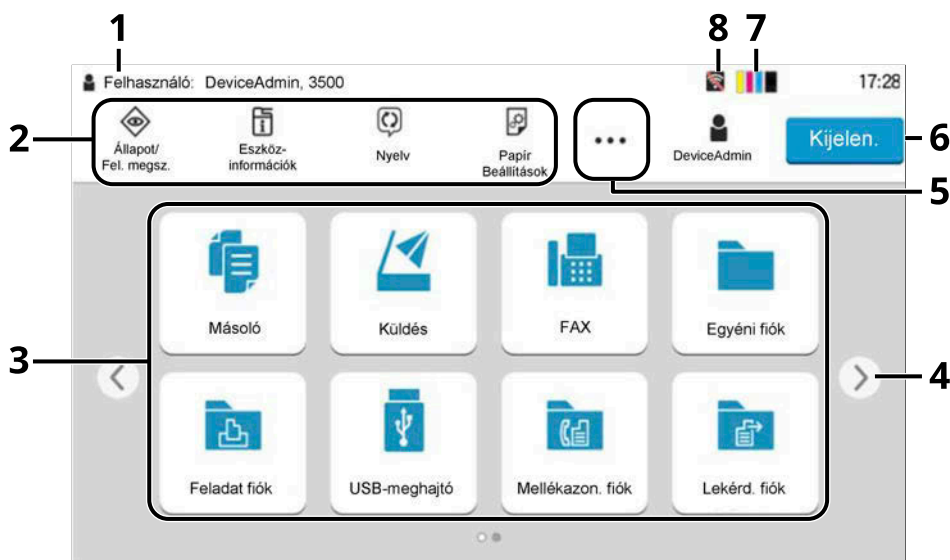 1
8
7
Felhasználó: DeviceAdmin, 3500
17:28
2
Állapot/
Fel. megsz.
Eszköz-
információk
Nyelv
Papír
Beállítások
DeviceAdmin
Kijelen.
6
5
3
Másoló
Küldés
FAX
Egyéni fiók
4
Feladat fiók
USB-meghajtó
Mellékazon. fiók
Lekérd. fiók